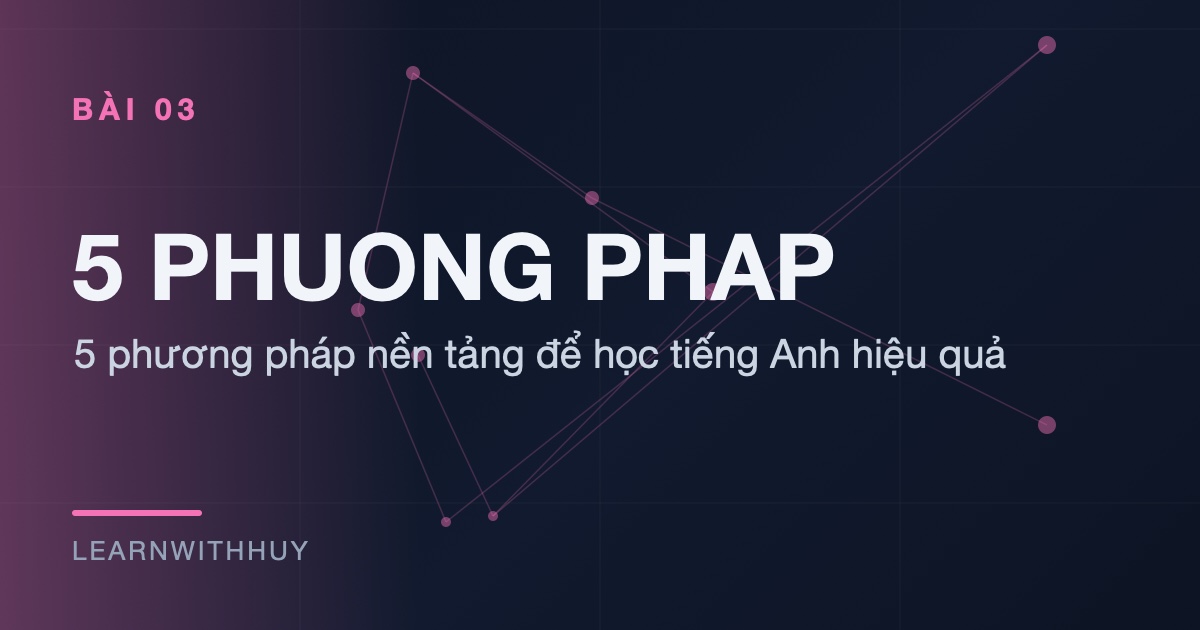 BÀI 03
5 PHUONG PHAP
5 phương pháp nền tảng để học tiếng Anh hiệu quả
LEARNWITHHUY